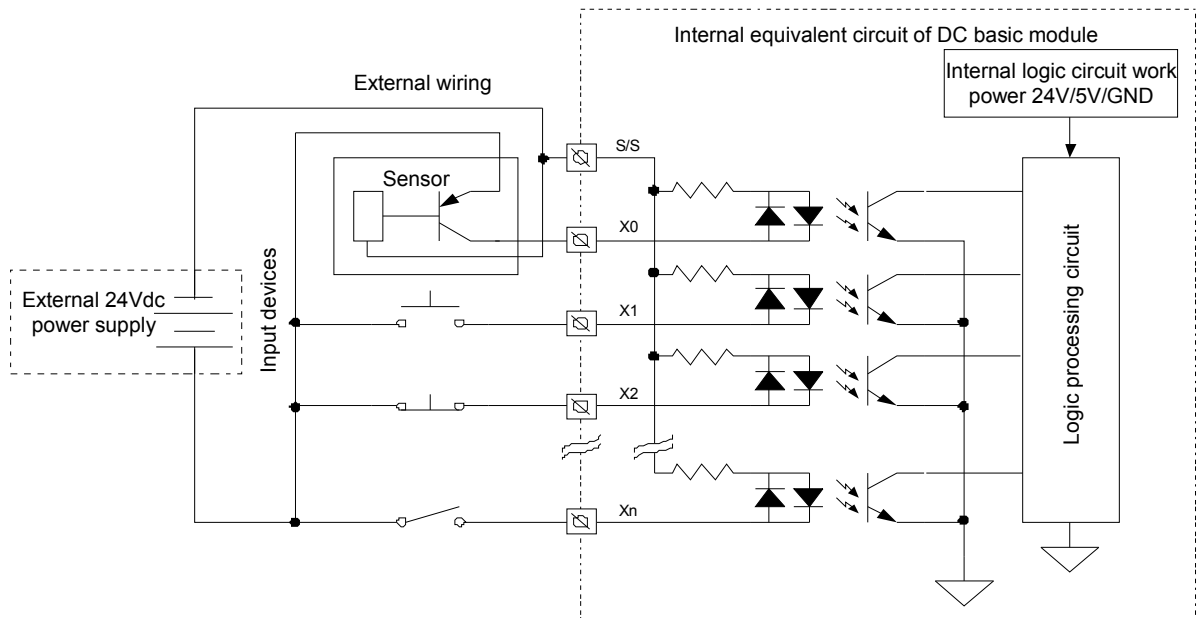 Internal equivalent circuit of DC basic module
Internal logic circuit work
power 24V/5V/GND
External wiring
S/S
Sensor
X0
External 24Vdc
power supply
Input devices
X1
X2
Logic processing circuit
Xn